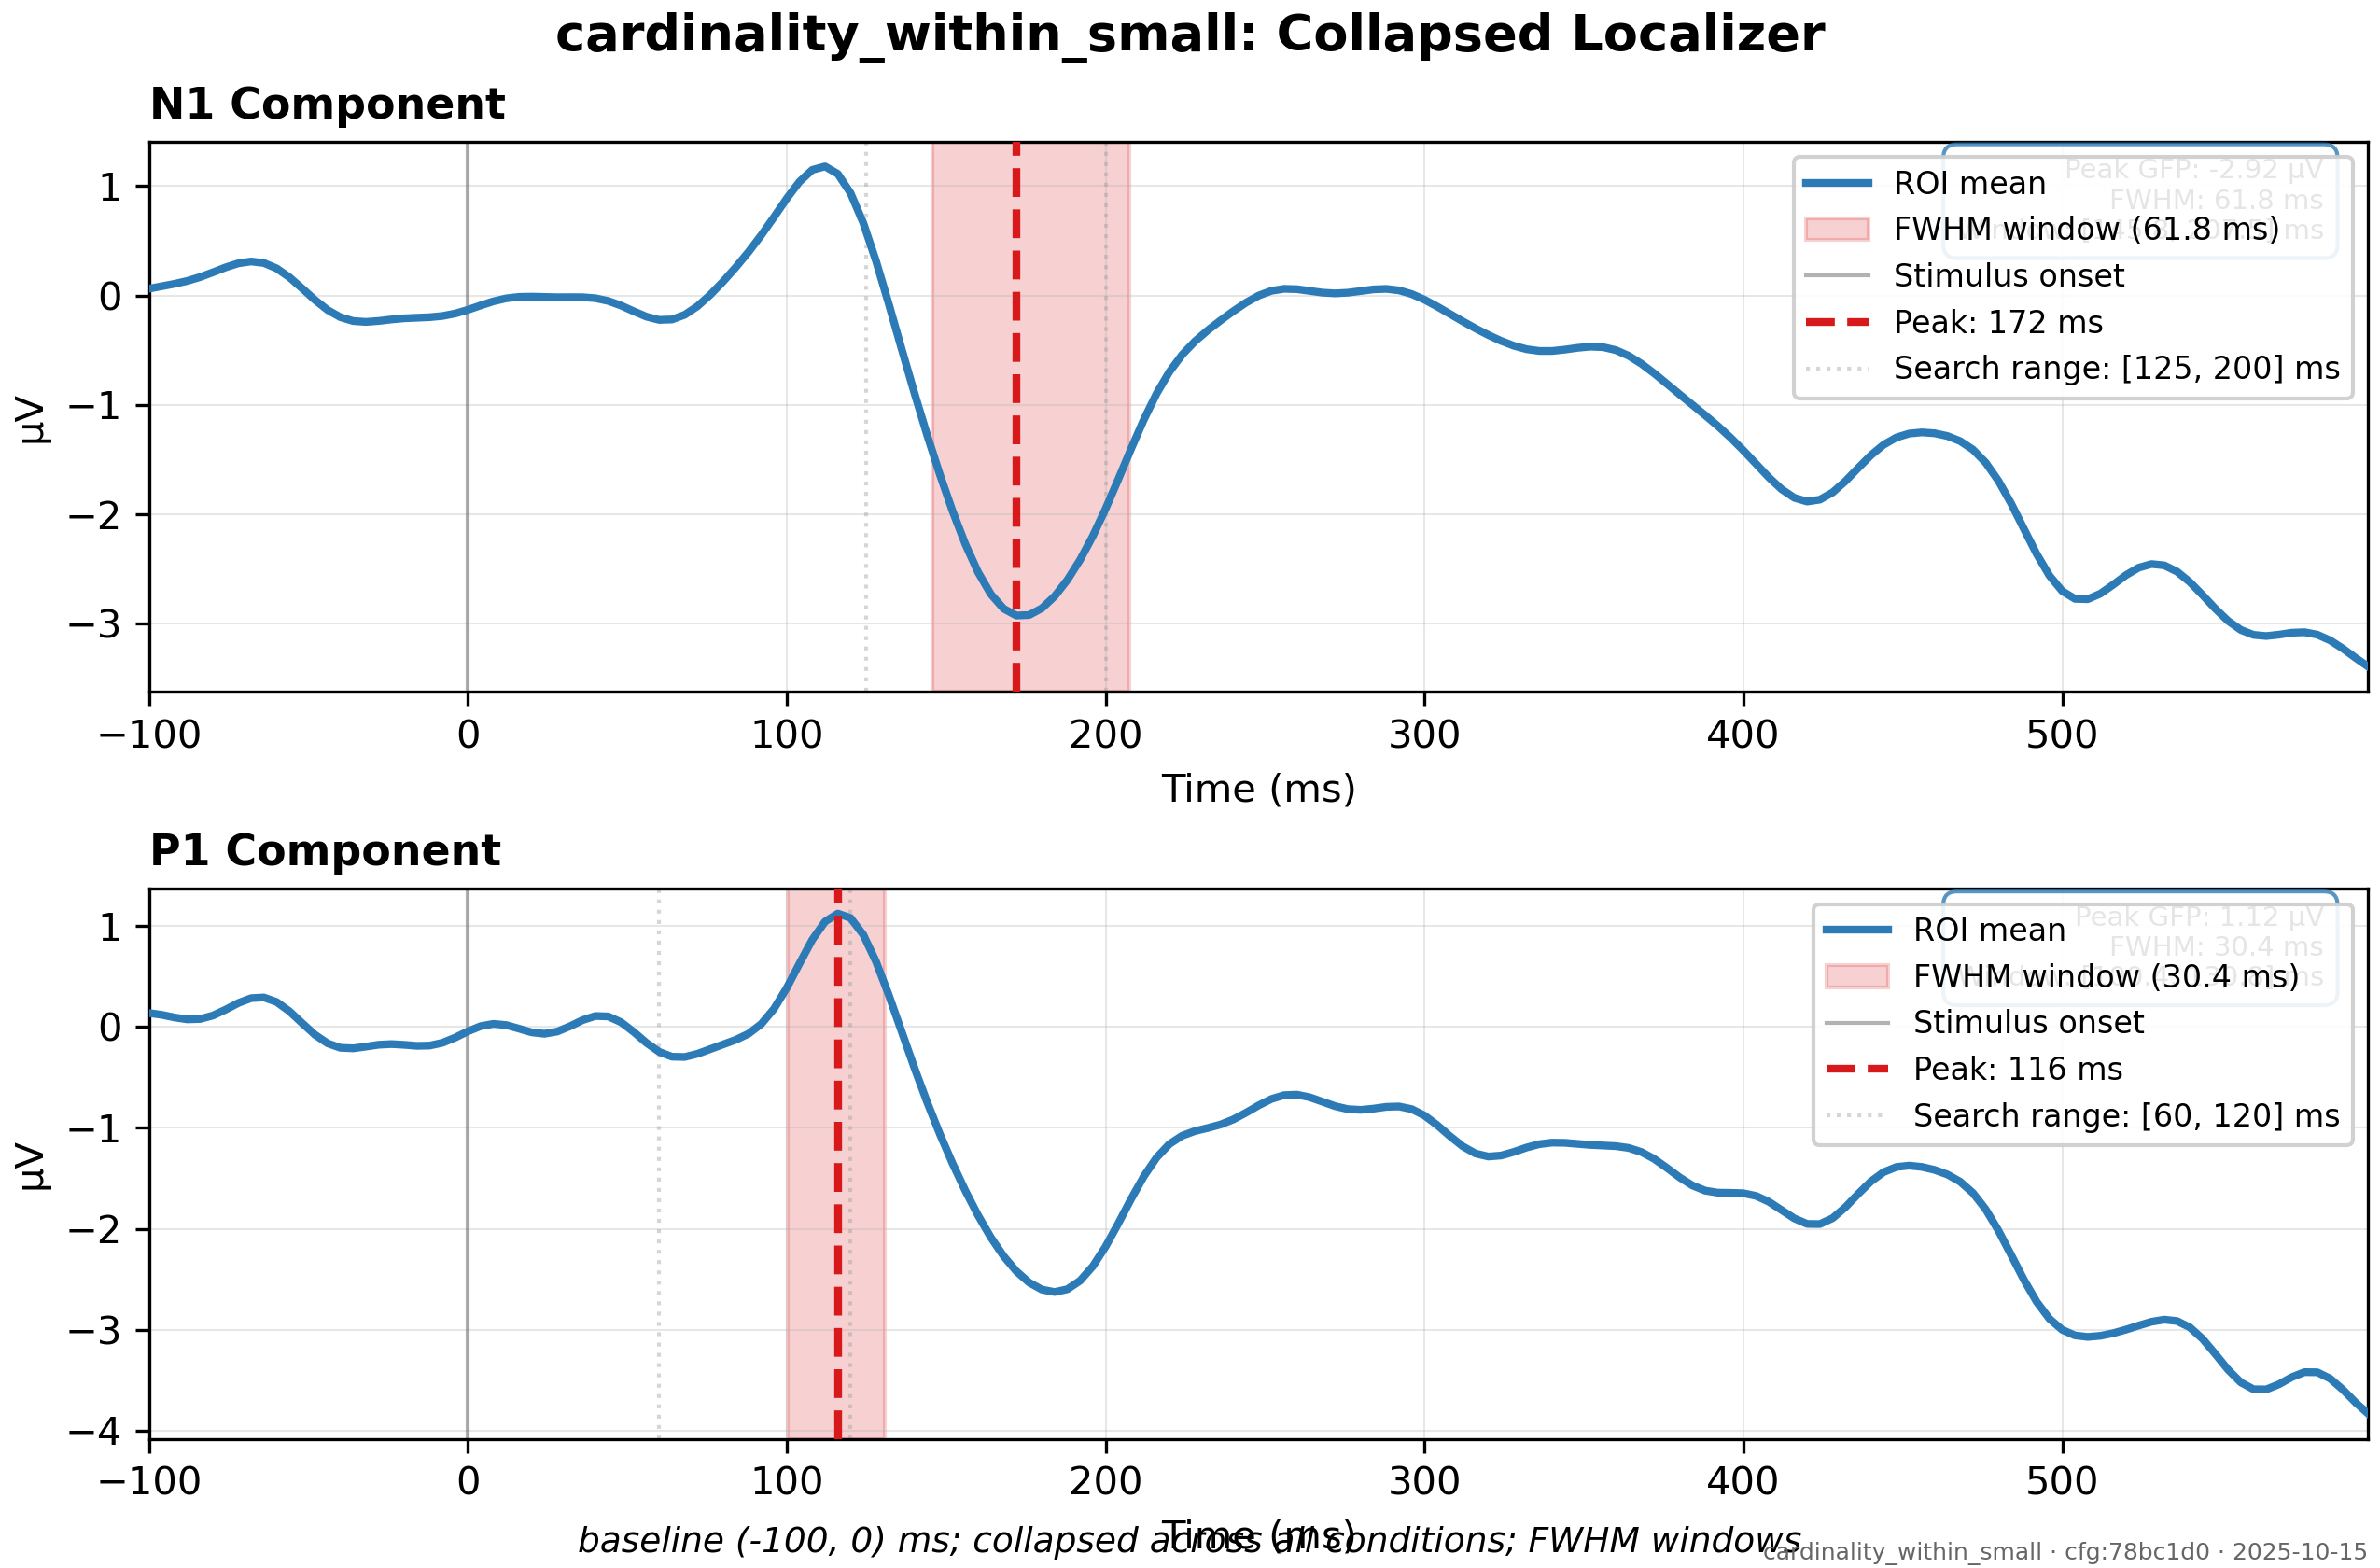 cardinality_within_small: Collapsed Localizer
N1 Component
Peak GFP: -2.92 µV
FWHM: 61.8 ms
ms
ROI mean
FWHM window (61.8 ms)
Stimulus onset
Peak: 172 ms
Search range: [125, 200] ms
1
0
−1
−2
−3
µV
−100
0
100
200
300
400
500
Time (ms)
P1 Component
Peak GFP: 1.12 µV
FWHM: 30.4 ms
ms
ROI mean
FWHM window (30.4 ms)
Stimulus onset
Peak: 116 ms
Search range: [60, 120] ms
1
0
−1
−2
−3
−4
µV
−100
0
100
200
300
400
500
Time (ms)
baseline (-100, 0) ms; collapsed across all conditions; FWHM windows
cardinality_within_small · cfg:78bc1d0 · 2025-10-15